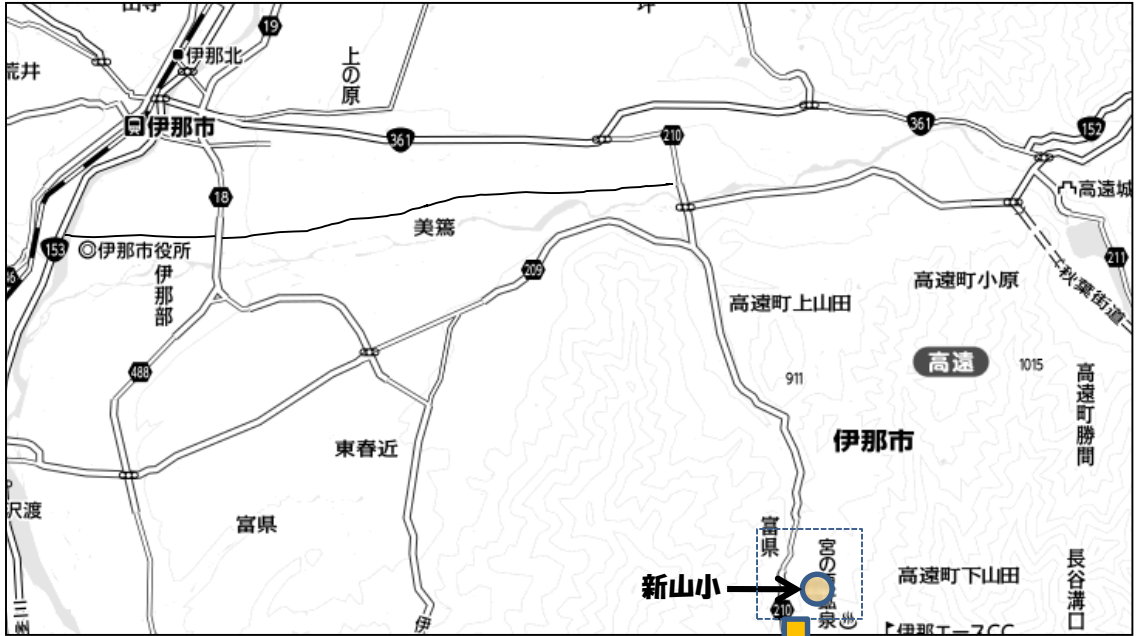 19
伊那北
荒井
上の原
伊那市
361
210
361
152
高遠城
18
美篶
153
伊那市役所
伊那部
209
211
高遠町小原
秋葉街道
高遠町上山田
高遠
1015
488
911
高遠町勝間
伊那市
東春近
沢渡
富県
富県
宮の
鉱泉
長谷溝口
高遠町下山田
新山小
210
伊那エースCC
伊